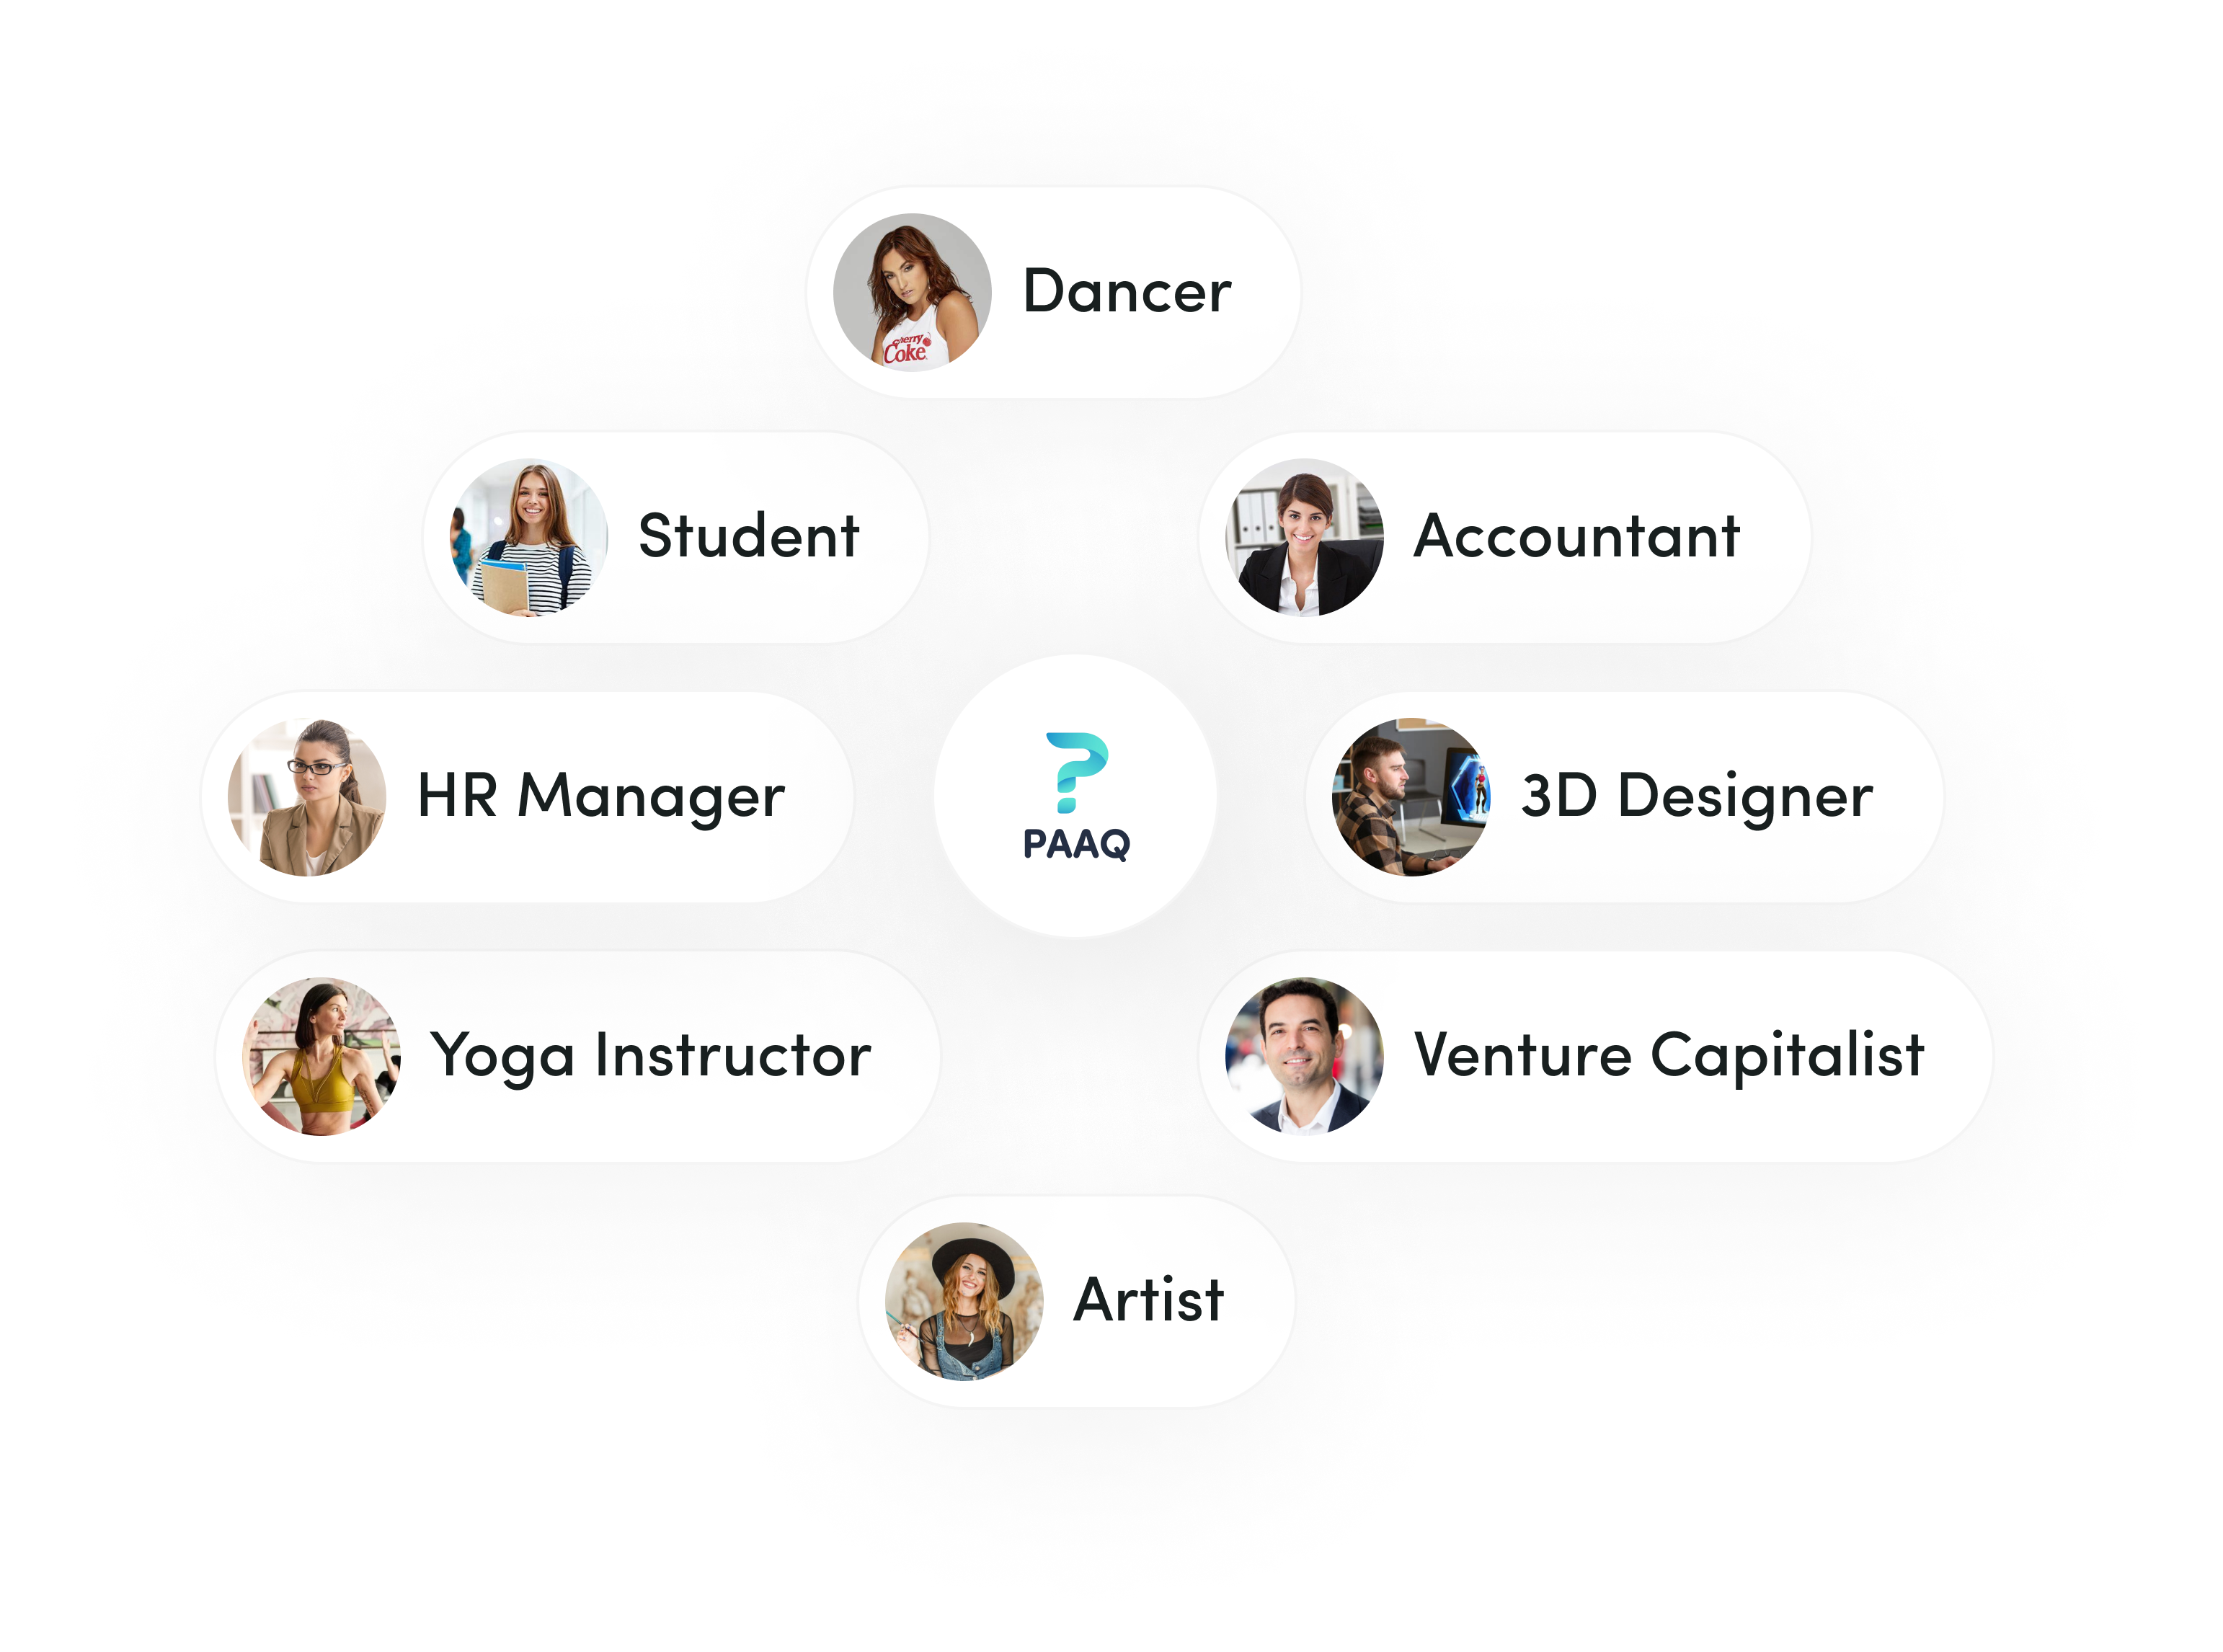 Dancer
Cherry
Coke
Student
Accountant
HR Manager
PAAQ
3D Designer
Yoga Instructor
Venture Capitalist
Artist